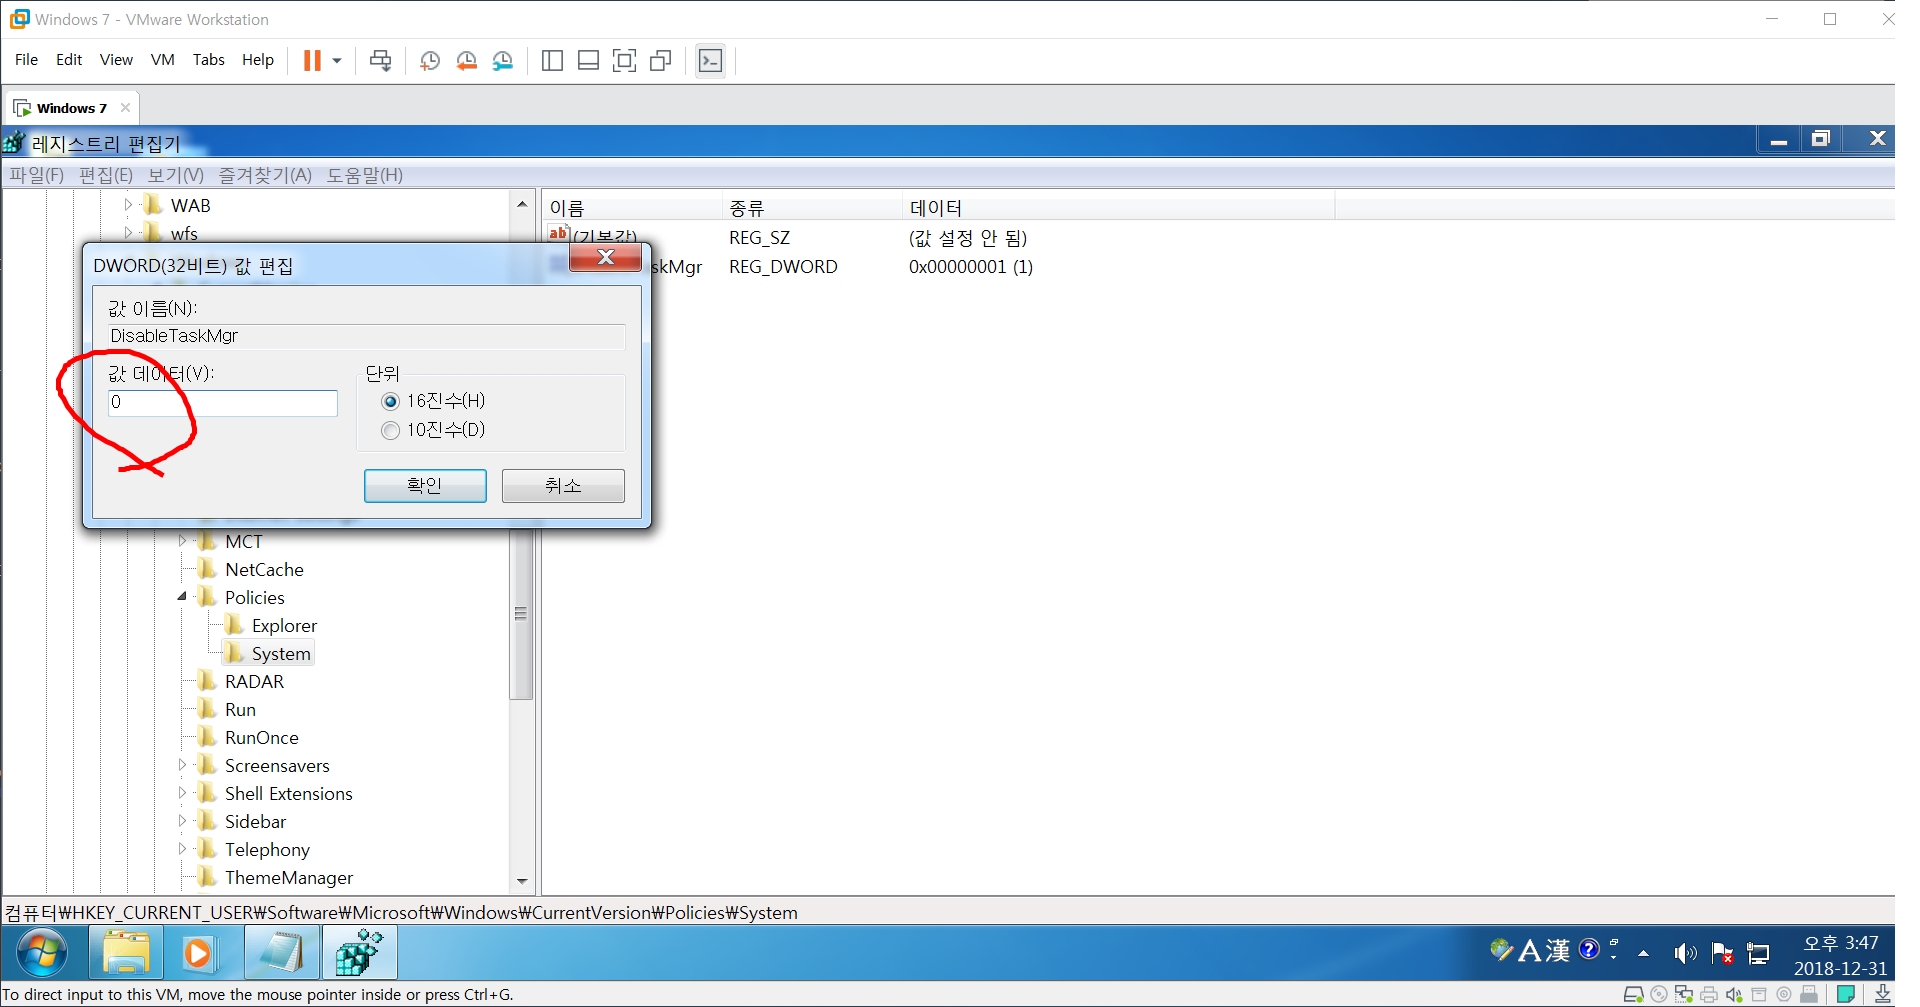 Windows 7 - VMware Workstation
File Edit View VM Tabs Help
Windows 7
레지스트리 편집기
파일(F) 편집(E) 보기(V) 즐겨찾기(A) 도움말(H)
WAB
wfs
이름 종류 데이터
(기본값) REG_SZ (값 설정 안 됨)
skMgr REG_DWORD 0x00000001 (1)
DWORD(32비트) 값 편집
값 이름(N):
DisableTaskMgr
값 데이터(V):
0
단위
16진수(H)
10진수(D)
확인 취소
MCT
NetCache
Policies
Explorer
System
RADAR
Run
RunOnce
Screensavers
Shell Extensions
Sidebar
Telephony
ThemeManager
컴퓨터₩HKEY_CURRENT_USER₩Software₩Microsoft₩Windows₩CurrentVersion₩Policies₩System
A 漢
오후 3:47
2018-12-31
To direct input to this VM, move the mouse pointer inside or press Ctrl+G.